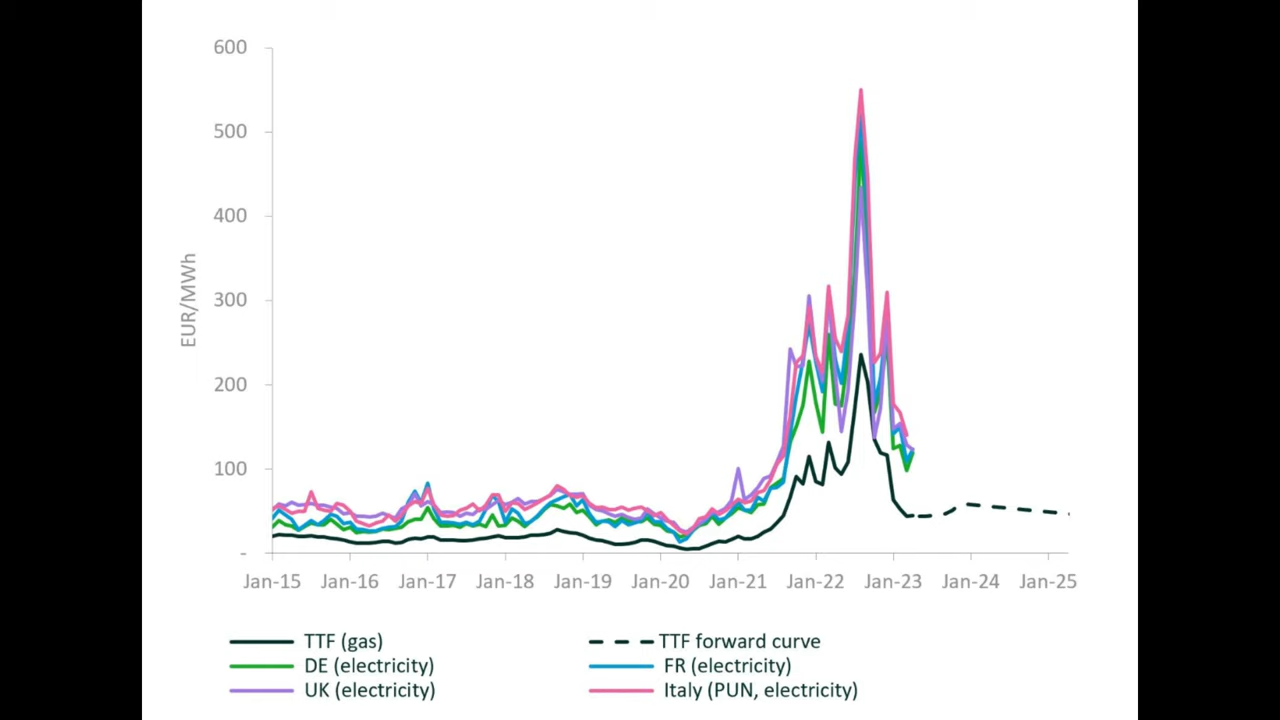 600
500
400
300
200
100
-
EUR/MWh
Jan-15 Jan-16 Jan-17 Jan-18 Jan-19 Jan-20 Jan-21 Jan-22 Jan-23 Jan-24 Jan-25
TTF (gas) TTF forward curve
DE (electricity) FR (electricity)
UK (electricity) Italy (PUN, electricity)